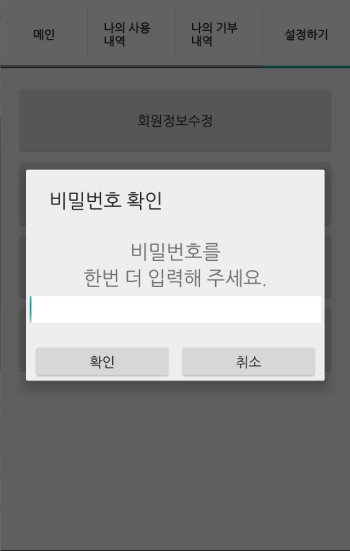 메인
나의 사용
내역
나의 기부
내역
설정하기
회원정보수정
비밀번호 확인
비밀번호를
한번 더 입력해 주세요.
확인
취소